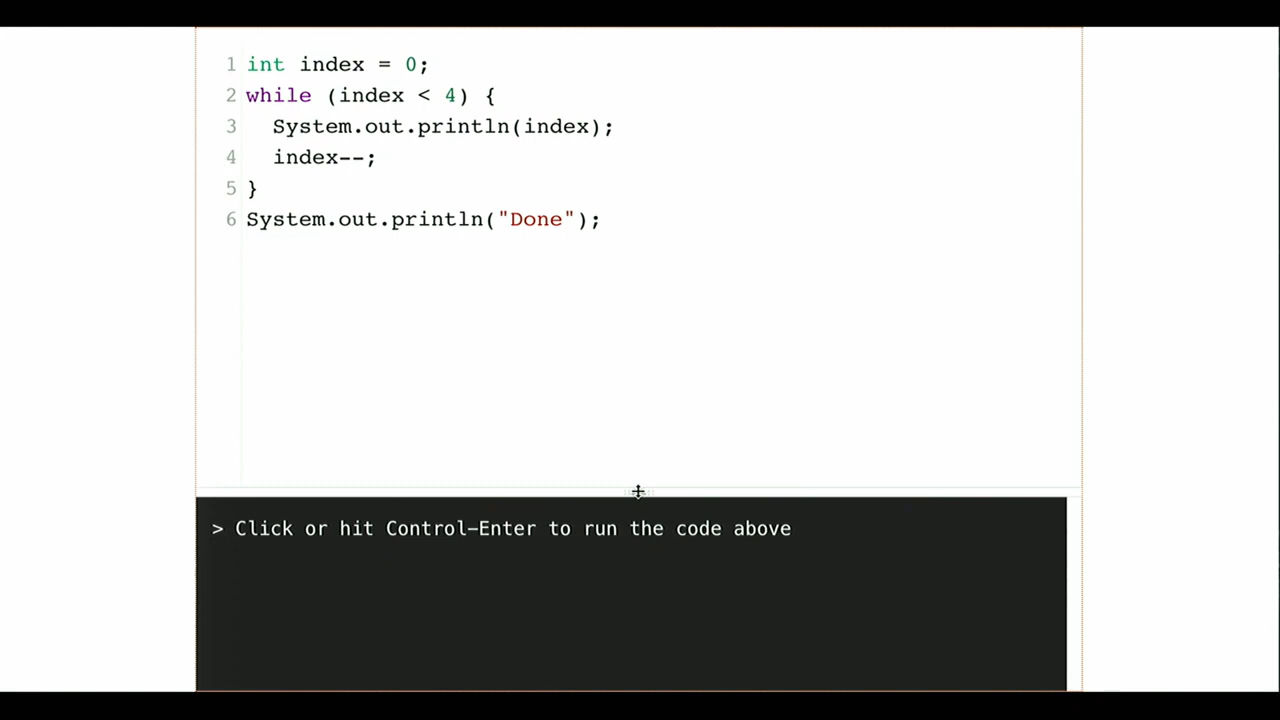 1 int index = 0;
2 while (index < 4) {
3   System.out.println(index);
4   index--;
5 }
6 System.out.println("Done");
> Click or hit Control-Enter to run the code above